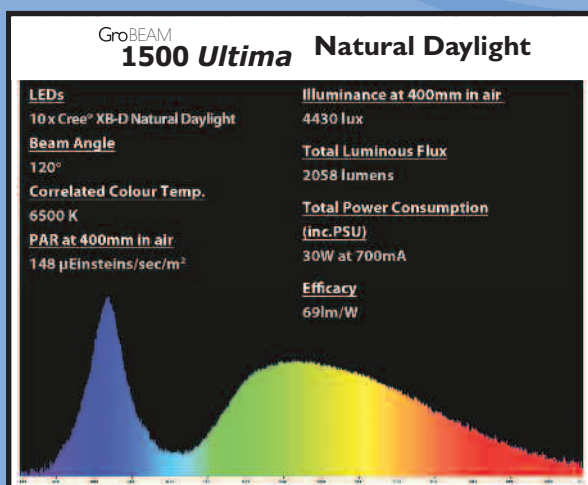 GroBEAM
1500 Ultima Natural Daylight
LEDs
10 x Cree® XB-D Natural Daylight
Beam Angle
120°
Correlated Colour Temp.
6500 K
PAR at 400mm in air
148 µEinsteins/sec/m²
Illuminance at 400mm in air
4430 lux
Total Luminous Flux
2058 lumens
Total Power Consumption
(inc.PSU)
30W at 700mA
Efficacy
69lm/W